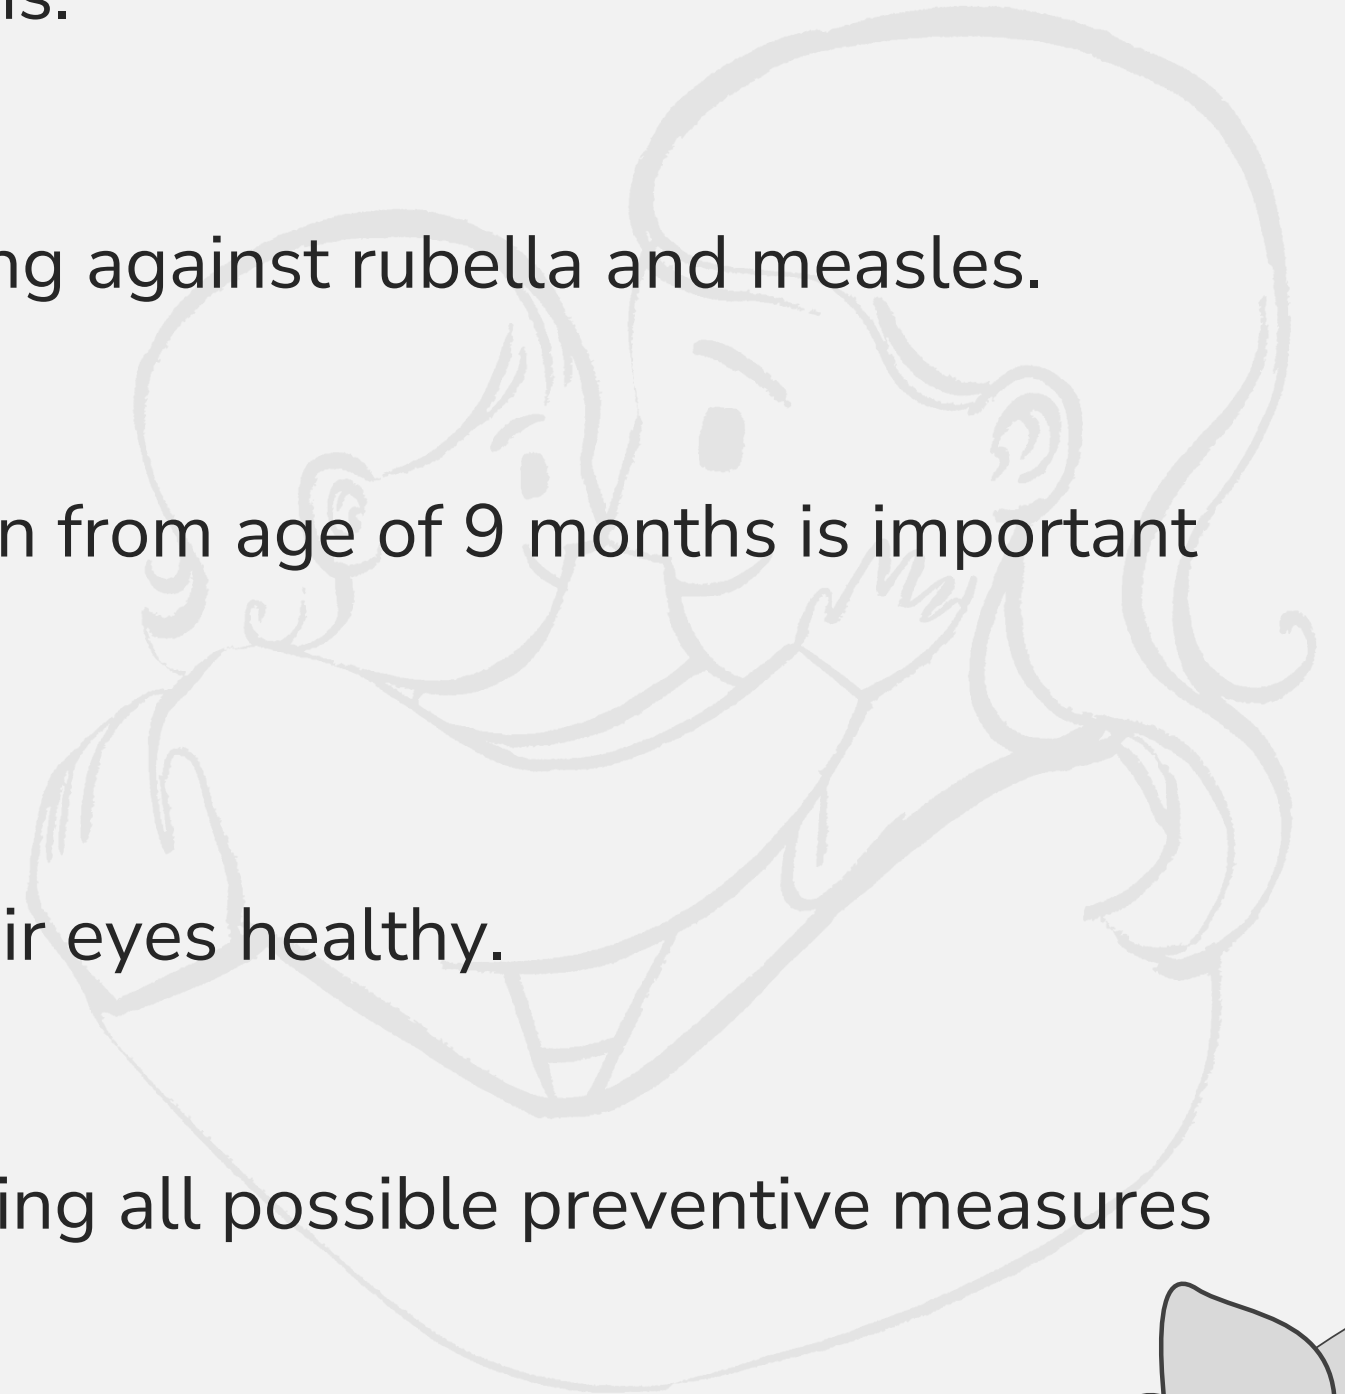 is.
ng against rubella and measles.
n from age of 9 months is important
ir eyes healthy.
ing all possible preventive measures